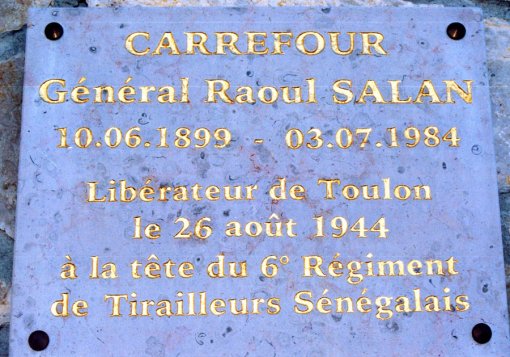 CARREFOUR
Général Raoul SALAN
10.06.1899 - 03.07.1984
Libérateur de Toulon
le 26 août 1944
à la tête du 6° Régiment
de Tirailleurs Sénégalais